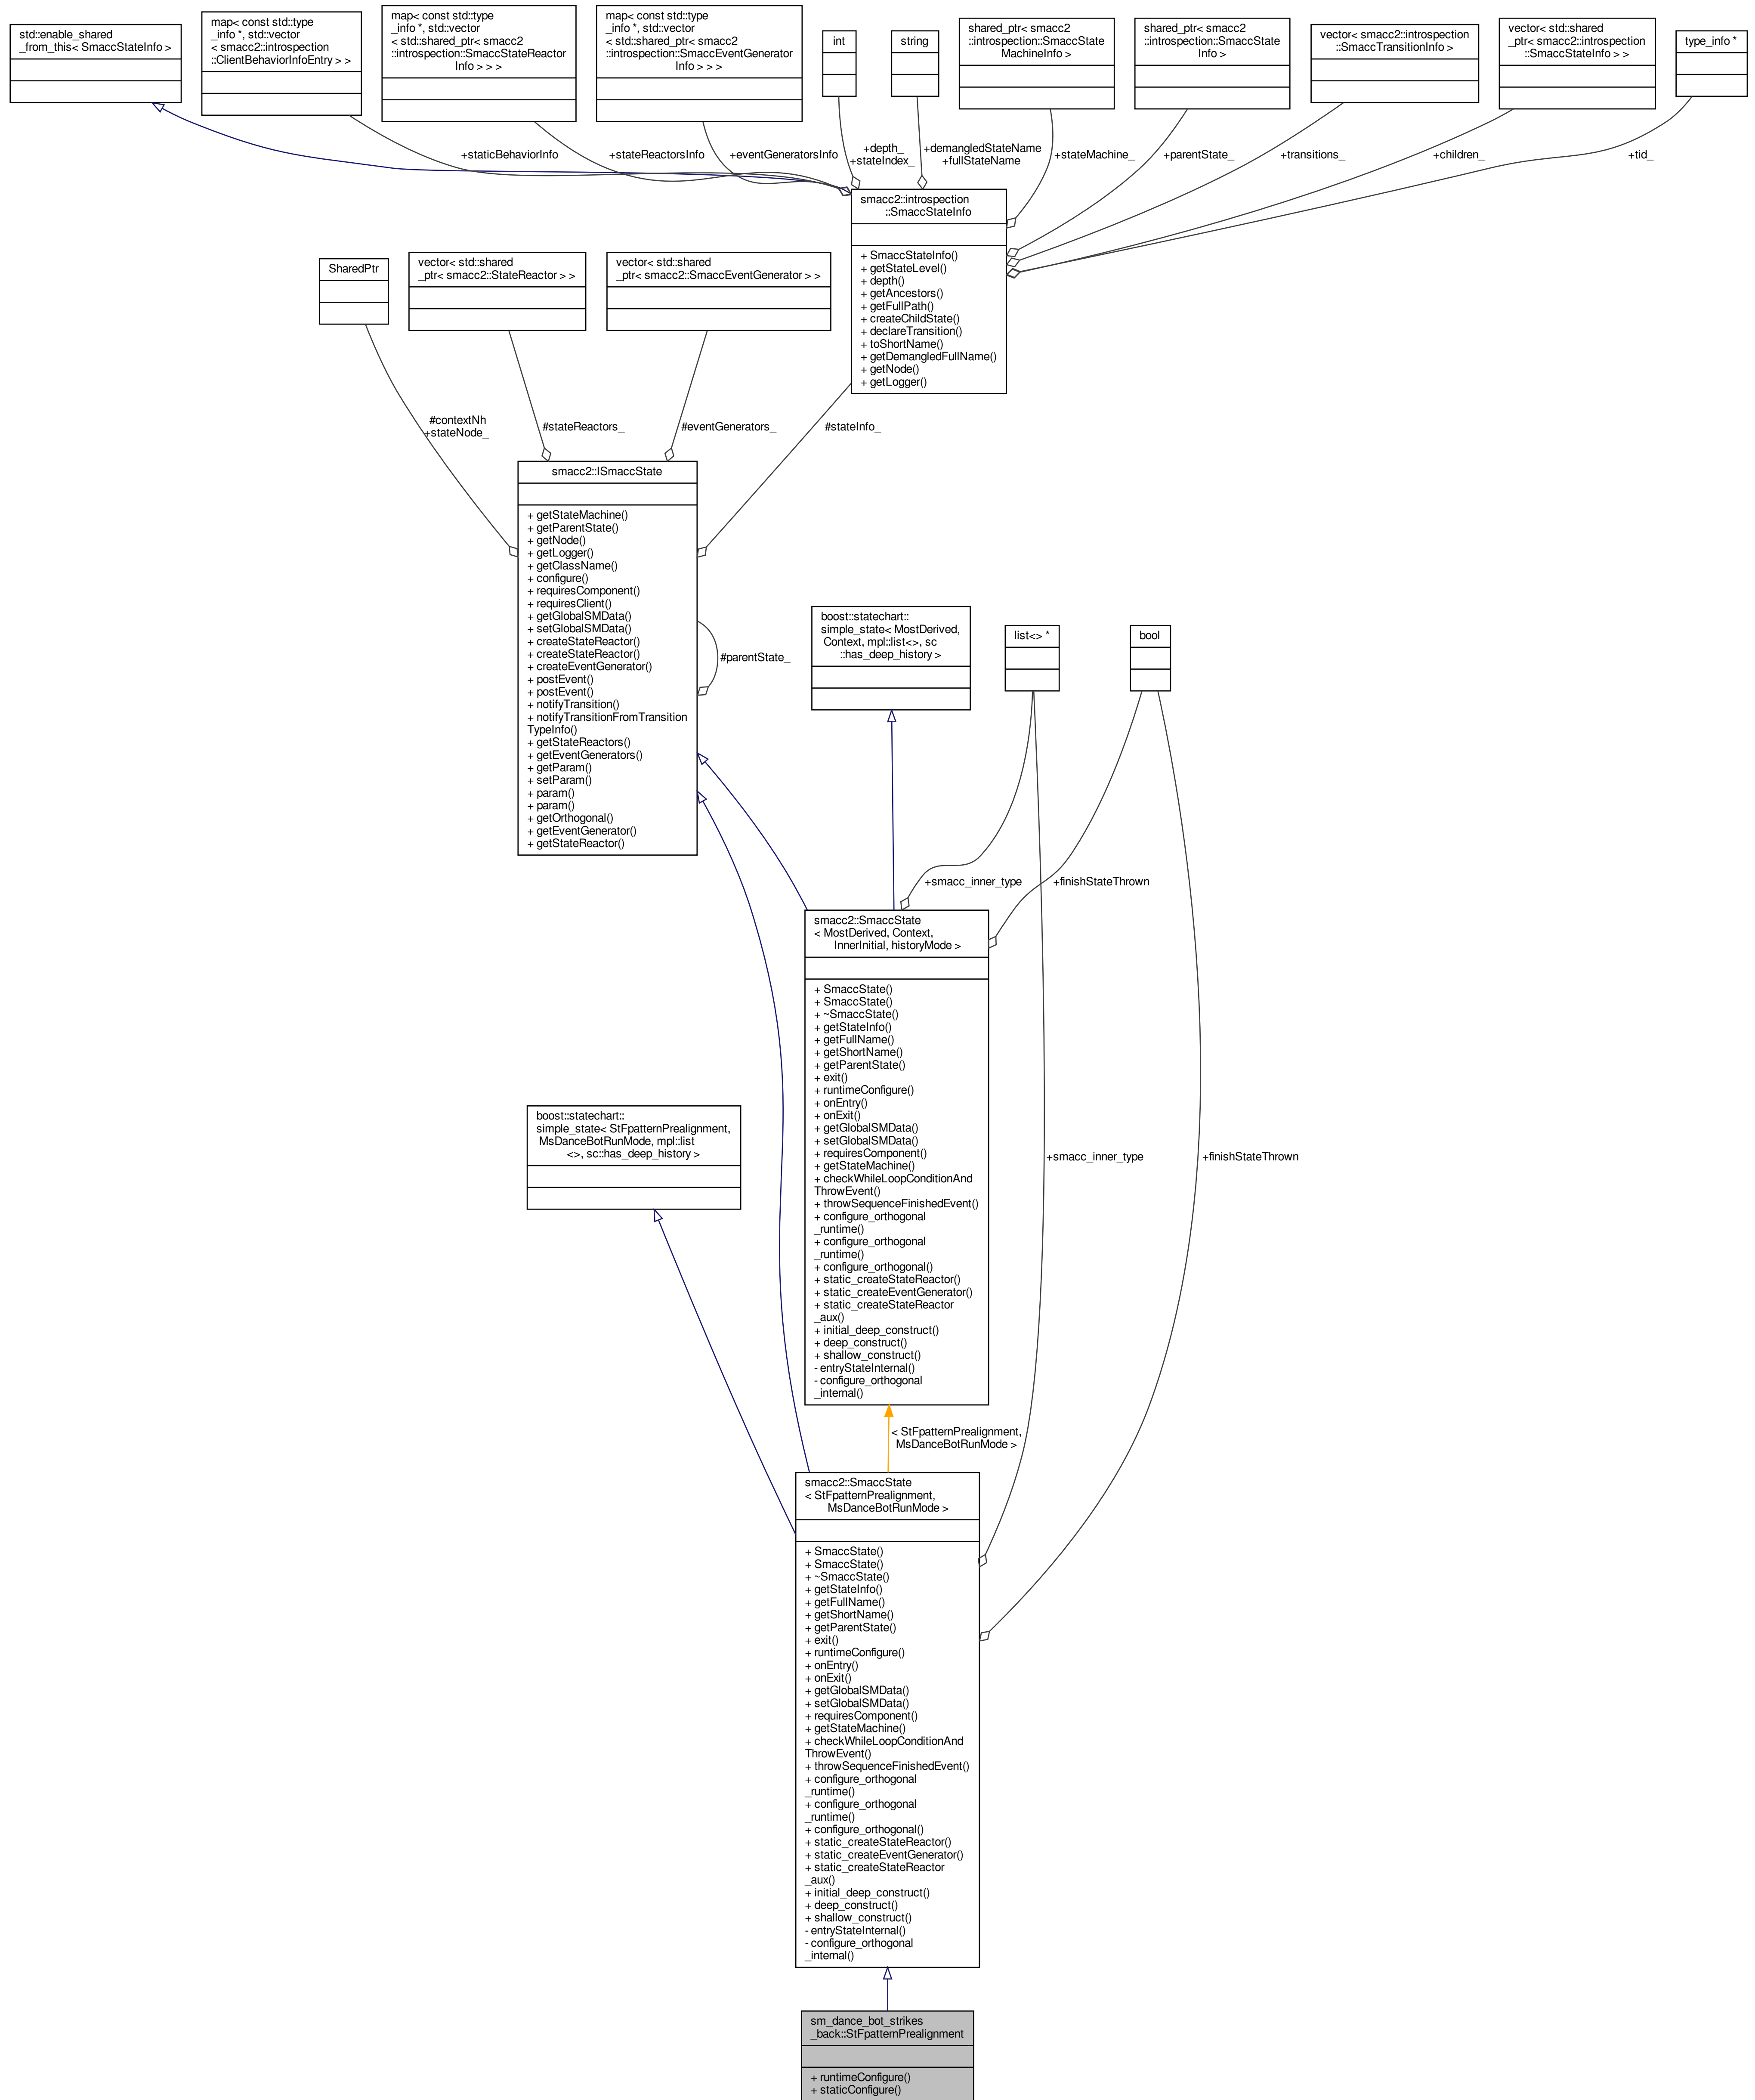 std::enable_shared
_from_this< SmaccStateInfo >
map< const std::type
_info *, std::vector
< smacc2::introspection
::ClientBehaviorInfoEntry > >
map< const std::type
_info *, std::vector
< std::shared_ptr< smacc2
::introspection::SmaccStateReactor
Info > > >
map< const std::type
_info *, std::vector
< std::shared_ptr< smacc2
::introspection::SmaccEventGenerator
Info > > >
int
string
shared_ptr< smacc2
::introspection::SmaccState
MachineInfo >
shared_ptr< smacc2
::introspection::SmaccState
Info >
vector< smacc2::introspection
::SmaccTransitionInfo >
vector< std::shared
_ptr< smacc2::introspection
::SmaccStateInfo > >
type_info *
+staticBehaviorInfo
+stateReactorsInfo
+eventGeneratorsInfo
+depth_
+stateIndex_
+demangledStateName
+fullStateName
+stateMachine_
+parentState_
+transitions_
+children_
+tid_
smacc2::introspection
::SmaccStateInfo
+ SmaccStateInfo()
+ getStateLevel()
+ depth()
+ getAncestors()
+ getFullPath()
+ createChildState()
+ declareTransition()
+ toShortName()
+ getDemangledFullName()
+ getNode()
+ getLogger()
SharedPtr
vector< std::shared
_ptr< smacc2::StateReactor > >
vector< std::shared
_ptr< smacc2::SmaccEventGenerator > >
#contextNh
+stateNode_
#stateReactors_
#eventGenerators_
#stateInfo_
smacc2::ISmaccState
+ getStateMachine()
+ getParentState()
+ getNode()
+ getLogger()
+ getClassName()
+ configure()
+ requiresComponent()
+ requiresClient()
+ getGlobalSMData()
+ setGlobalSMData()
+ createStateReactor()
+ createStateReactor()
+ createEventGenerator()
+ postEvent()
+ postEvent()
+ notifyTransition()
+ notifyTransitionFromTransition
TypeInfo()
+ getStateReactors()
+ getEventGenerators()
+ getParam()
+ setParam()
+ param()
+ param()
+ getOrthogonal()
+ getEventGenerator()
+ getStateReactor()
#parentState_
boost::statechart::
simple_state< MostDerived,
Context, mpl::list<>, sc
::has_deep_history >
list<> *
bool
+smacc_inner_type
+finishStateThrown
smacc2::SmaccState
< MostDerived, Context,
InnerInitial, historyMode >
+ SmaccState()
+ SmaccState()
+ ~SmaccState()
+ getStateInfo()
+ getFullName()
+ getShortName()
+ getParentState()
+ exit()
+ runtimeConfigure()
+ onEntry()
+ onExit()
+ getGlobalSMData()
+ setGlobalSMData()
+ requiresComponent()
+ getStateMachine()
+ checkWhileLoopConditionAnd
ThrowEvent()
+ throwSequenceFinishedEvent()
+ configure_orthogonal
_runtime()
+ configure_orthogonal
_runtime()
+ configure_orthogonal()
+ static_createStateReactor()
+ static_createEventGenerator()
+ static_createStateReactor
_aux()
+ initial_deep_construct()
+ deep_construct()
+ shallow_construct()
- entryStateInternal()
- configure_orthogonal
_internal()
boost::statechart::
simple_state< StFpatternPrealignment,
MsDanceBotRunMode, mpl::list
<>, sc::has_deep_history >
+smacc_inner_type
+finishStateThrown
< StFpatternPrealignment,
MsDanceBotRunMode >
smacc2::SmaccState
< StFpatternPrealignment,
MsDanceBotRunMode >
+ SmaccState()
+ SmaccState()
+ ~SmaccState()
+ getStateInfo()
+ getFullName()
+ getShortName()
+ getParentState()
+ exit()
+ runtimeConfigure()
+ onEntry()
+ onExit()
+ getGlobalSMData()
+ setGlobalSMData()
+ requiresComponent()
+ getStateMachine()
+ checkWhileLoopConditionAnd
ThrowEvent()
+ throwSequenceFinishedEvent()
+ configure_orthogonal
_runtime()
+ configure_orthogonal
_runtime()
+ configure_orthogonal()
+ static_createStateReactor()
+ static_createEventGenerator()
+ static_createStateReactor
_aux()
+ initial_deep_construct()
+ deep_construct()
+ shallow_construct()
- entryStateInternal()
- configure_orthogonal
_internal()
sm_dance_bot_strikes
_back::StFpatternPrealignment
+ runtimeConfigure()
+ staticConfigure()